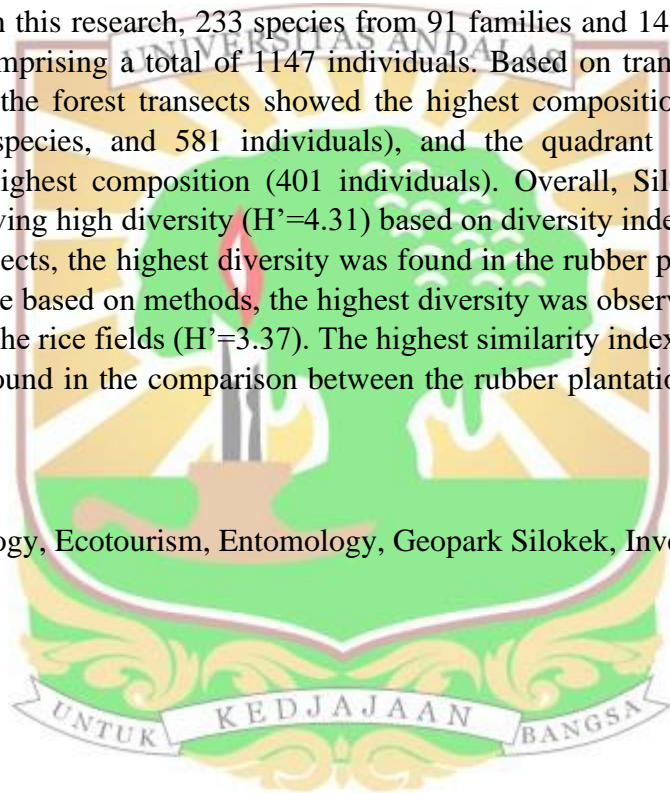 n this research, 233 species from 91 families and 14
UNIVERSITAS ANDALAS
mprising a total of 1147 individuals. Based on tran
the forest transects showed the highest compositio
species, and 581 individuals), and the quadrant
ighest composition (401 individuals). Overall, Silo
ving high diversity (H’=4.31) based on diversity inde
ects, the highest diversity was found in the rubber p
e based on methods, the highest diversity was observ
he rice fields (H’=3.37). The highest similarity index
ound in the comparison between the rubber plantatio
ogy, Ecotourism, Entomology, Geopark Silokek, Inve
UNTUK KEDJAJAAN BANGSA